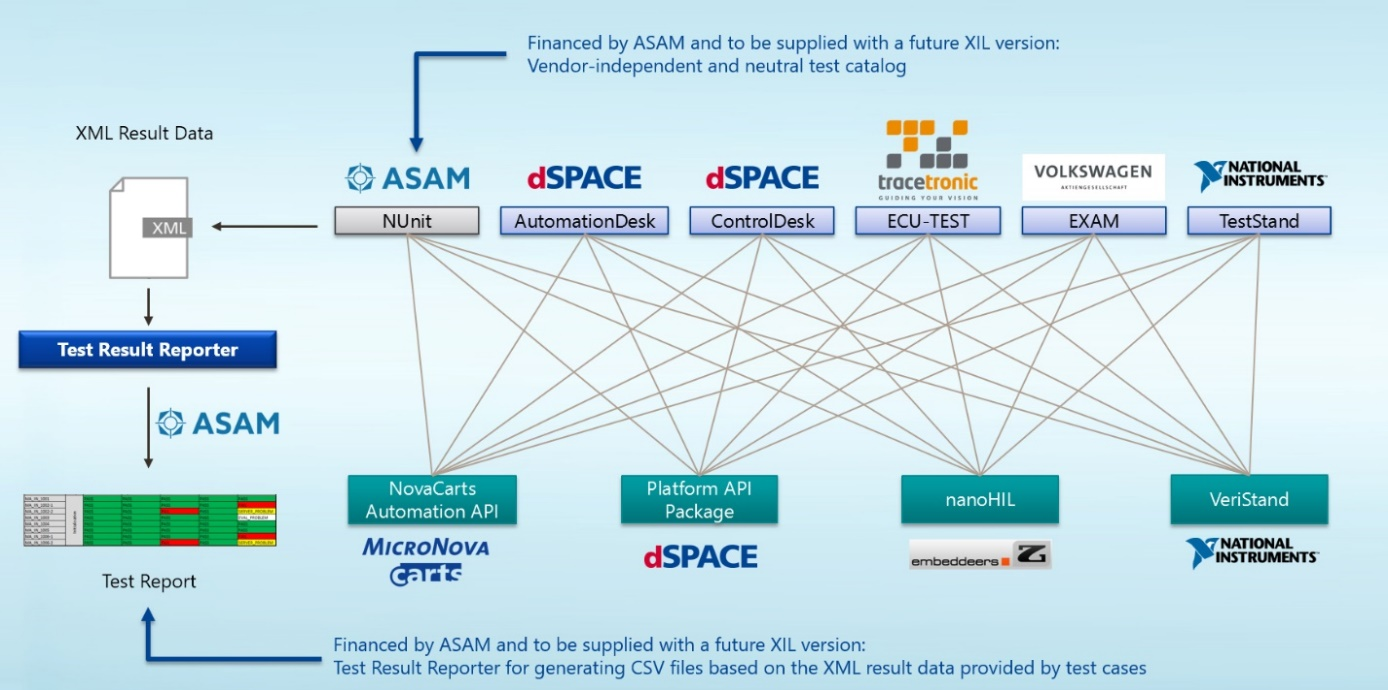 Financed by ASAM and to be supplied with a future XIL version:
Vendor-independent and neutral test catalog
XML Result Data
XML
ASAM
NUnit
dSPACE
AutomationDesk
dSPACE
ControlDesk
tracetronic
GUIDING YOUR VISION
ECU-TEST
VOLKSWAGEN
AKTIENGESELLSCHAFT
EXAM
NATIONAL
INSTRUMENTS
TestStand
Test Result Reporter
ASAM
NovaCarts
Automation API
MICRONOVA
carts
Platform API
Package
dSPACE
nanoHIL
embeddeers
VeriStand
NATIONAL
INSTRUMENTS
Test Report
Financed by ASAM and to be supplied with a future XIL version:
Test Result Reporter for generating CSV files based on the XML result data provided by test cases